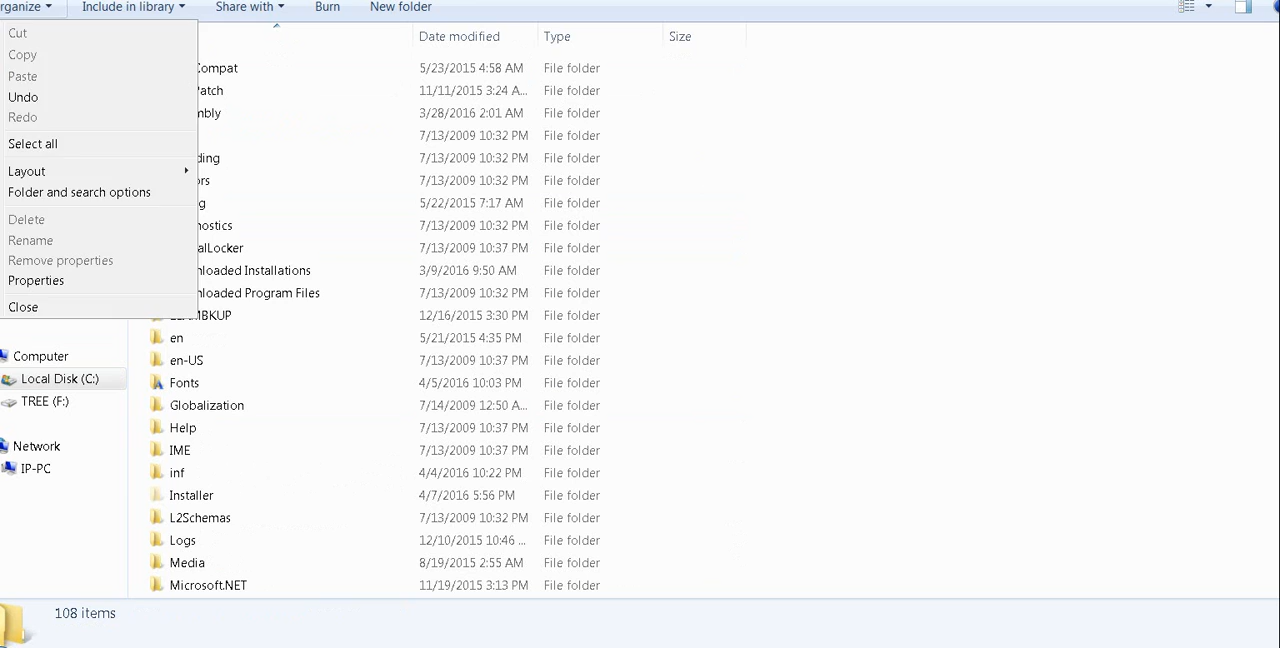 rganize Include in library Share with Burn New folder
Cut
Copy
Paste
Undo
Redo
Select all
Layout
Folder and search options
Delete
Rename
Remove properties
Properties
Close
Computer
Local Disk (C:)
TREE (F:)
Network
IP-PC
Date modified Type Size
Compat 5/23/2015 4:58 AM File folder
atch 11/11/2015 3:24 A... File folder
mbly 3/28/2016 2:01 AM File folder
7/13/2009 10:32 PM File folder
ding 7/13/2009 10:32 PM File folder
ors 7/13/2009 10:32 PM File folder
g 5/22/2015 7:17 AM File folder
nostics 7/13/2009 10:32 PM File folder
alLocker 7/13/2009 10:37 PM File folder
nloaded Installations 3/9/2016 9:50 AM File folder
nloaded Program Files 7/13/2009 10:32 PM File folder
MBKUP 12/16/2015 3:30 PM File folder
en 5/21/2015 4:35 PM File folder
en-US 7/13/2009 10:37 PM File folder
Fonts 4/5/2016 10:03 PM File folder
Globalization 7/14/2009 12:50 A... File folder
Help 7/13/2009 10:37 PM File folder
IME 7/13/2009 10:37 PM File folder
inf 4/4/2016 10:22 PM File folder
Installer 4/7/2016 5:56 PM File folder
L2Schemas 7/13/2009 10:32 PM File folder
Logs 12/10/2015 10:46 ... File folder
Media 8/19/2015 2:55 AM File folder
Microsoft.NET 11/19/2015 3:13 PM File folder
108 items